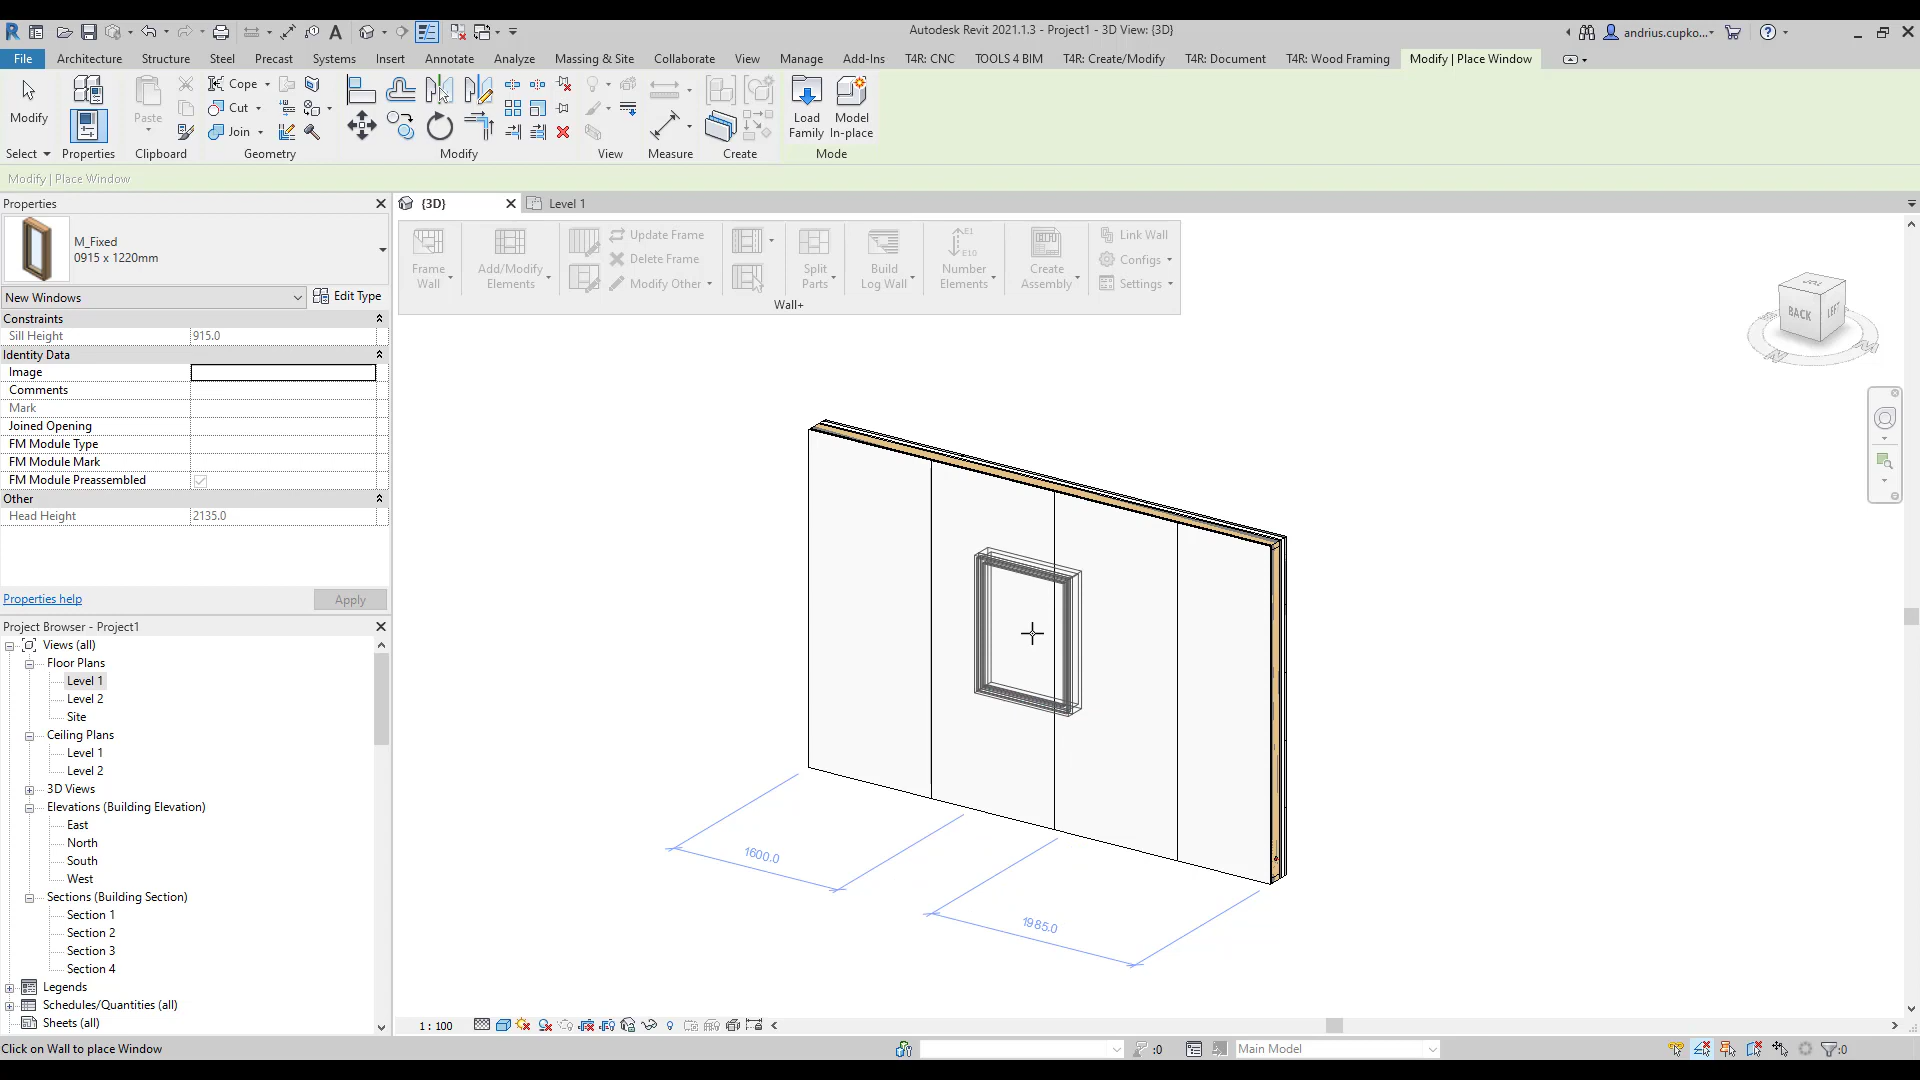 Autodesk Revit 2021.1.3 - Project1 - 3D View: {3D}
andrius.cupko...
File
Architecture
Structure
Steel
Precast
Systems
Insert
Annotate
Analyze
Massing & Site
Collaborate
View
Manage
Add-Ins
T4R: CNC
TOOLS 4 BIM
T4R: Create/Modify
T4R: Document
T4R: Wood Framing
Modify | Place Window
Modify
Paste
Cope
Cut
Join
Load
Family
Model
In-place
Select
Properties
Clipboard
Geometry
Modify
View
Measure
Create
Mode
Modify | Place Window
Properties
M_Fixed
0915 x 1220mm
New Windows
Edit Type
Constraints
Sill Height 915.0
Identity Data
Image
Comments
Mark
Joined Opening
FM Module Type
FM Module Mark
FM Module Preassembled
Other
Head Height 2135.0
Properties help
Apply
Project Browser - Project1
Views (all)
Floor Plans
Level 1
Level 2
Site
Ceiling Plans
Level 1
Level 2
3D Views
Elevations (Building Elevation)
East
North
South
West
Sections (Building Section)
Section 1
Section 2
Section 3
Section 4
Legends
Schedules/Quantities (all)
Sheets (all)
{3D}
Level 1
Frame
Wall
Add/Modify
Elements
Update Frame
Delete Frame
Modify Other
Split
Parts
Build
Log Wall
E1
E10
Number
Elements
Create
Assembly
Link Wall
Configs
Settings
Wall+
BACK
LEFT
1600.0
1985.0
1 : 100
Click on Wall to place Window
:0
Main Model
:0